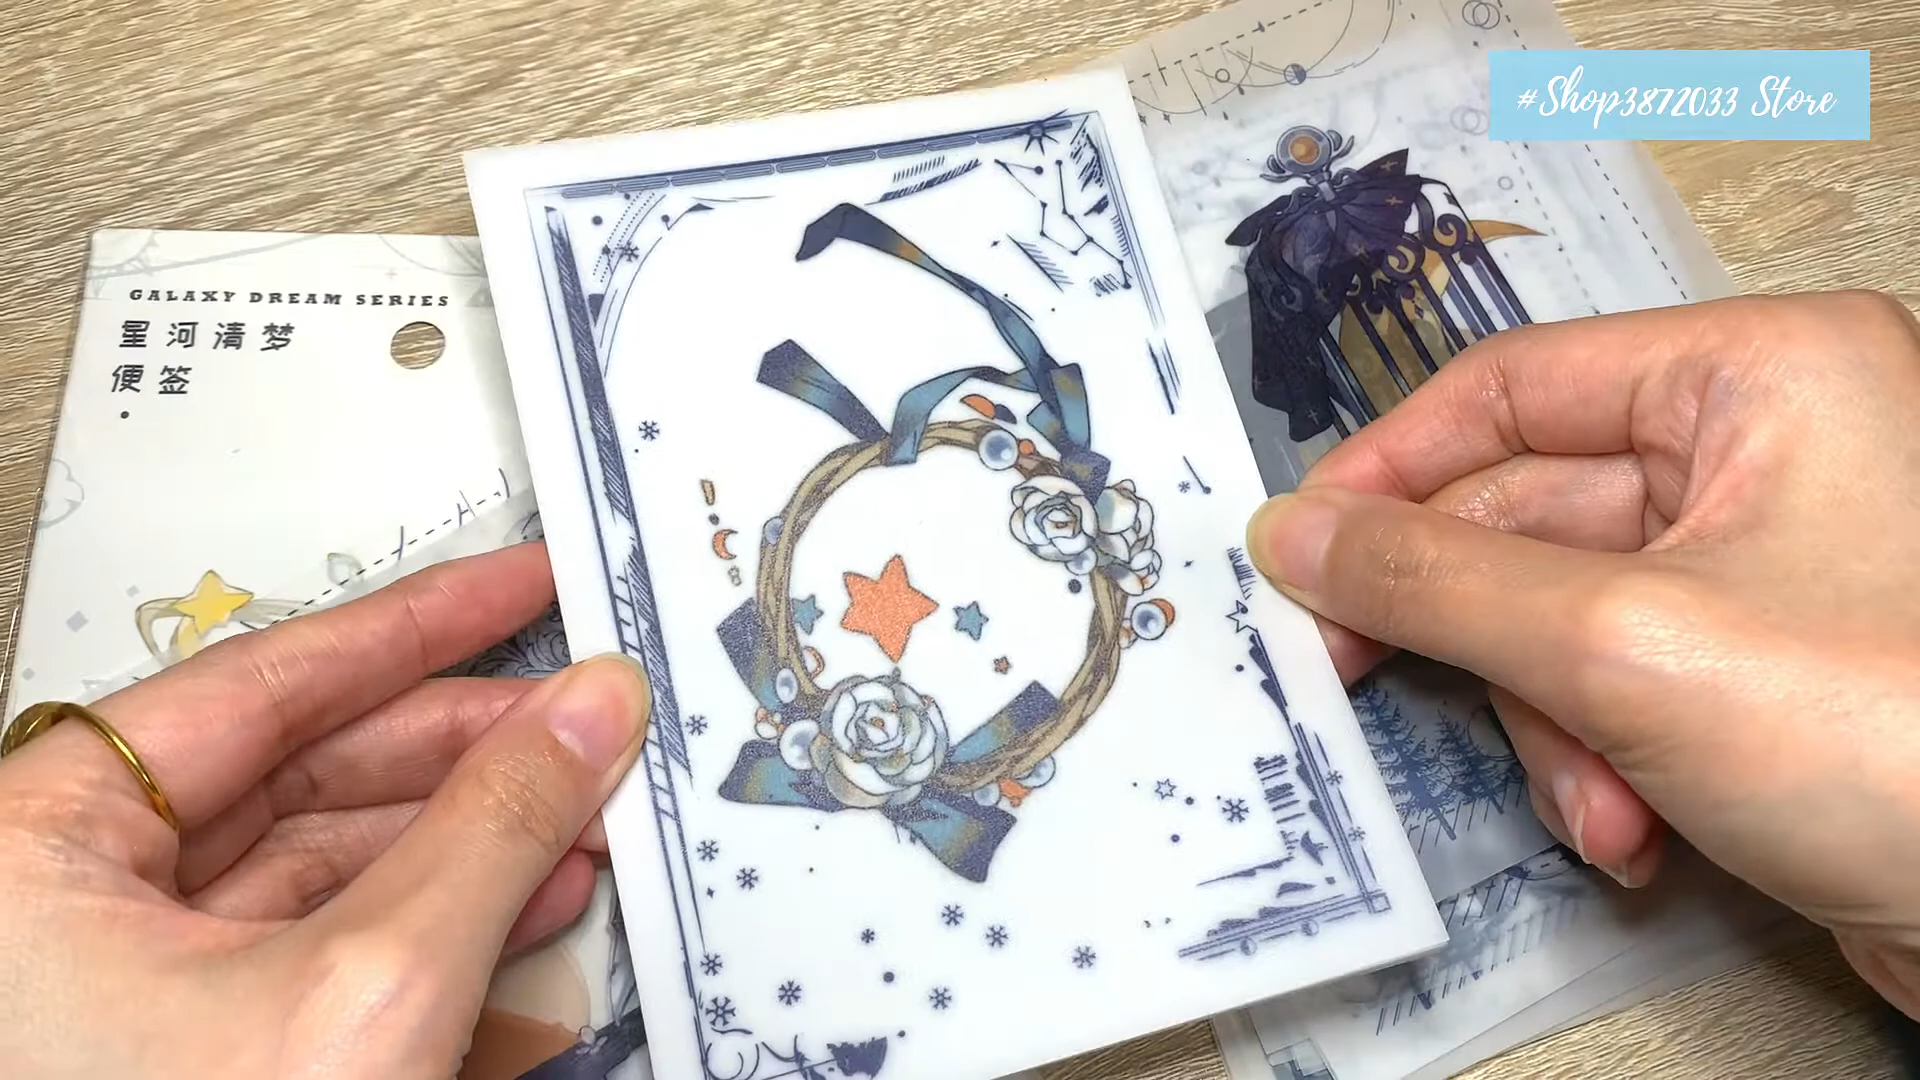 #Shop3872033 Store
GALAXY DREAM SERIES
星河清梦
便签